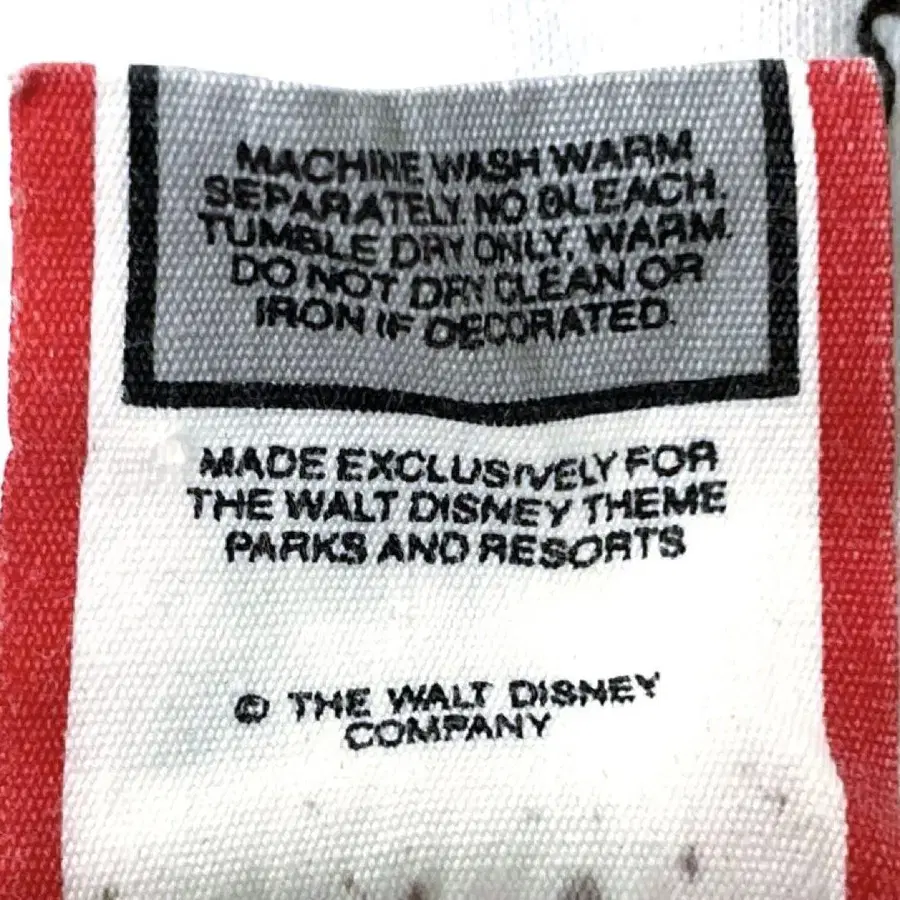 MACHINE WASH WARM
SEPARATELY. NO BLEACH.
TUMBLE DRY ONLY, WARM.
DO NOT DRY CLEAN OR
IRON IF DECORATED.
MADE EXCLUSIVELY FOR
THE WALT DISNEY THEME
PARKS AND RESORTS
© THE WALT DISNEY
COMPANY